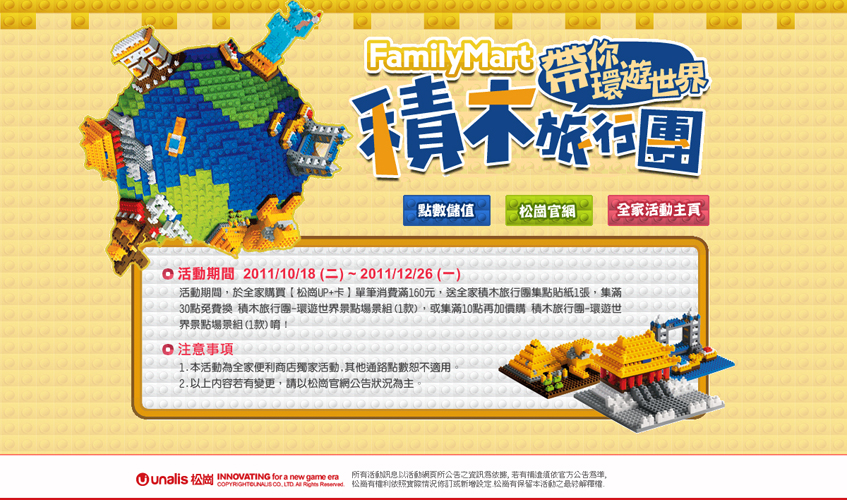 FamilyMart
帶你
環遊世界
積木旅行團
點數儲值
松崗官網
全家活動主頁
活動期間 2011/10/18 (二) ~ 2011/12/26 (一)
活動期間，於全家購買【松崗UP+卡】單筆消費滿160元，送全家積木旅行團集點貼紙1張，集滿
30點免費換 積木旅行團-環遊世界景點場景組(1款)，或集滿10點再加價購 積木旅行團-環遊世
界景點場景組(1款)唷！
注意事項
1.本活動為全家便利商店獨家活動.其他通路點數恕不適用。
2.以上內容若有變更，請以松崗官網公告狀況為主。
unalis 松崗 INNOVATING for a new game era
COPYRIGHT©UNALIS CO., LTD. All Rights Reserved.
所有活動訊息以活動網頁所公告之資訊為依據, 若有補遺須依官方公告為準,
松崗有權利依照實際情況修訂或新增設定.松崗有保留本活動之最終解釋權.